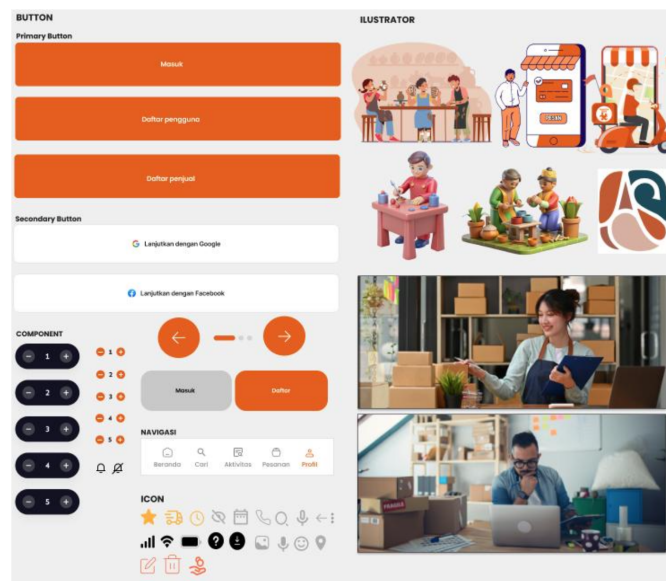 BUTTON
Primary Button
Masuk
Daftar pengguna
Daftar penjual
Secondary Button
Lanjutkan dengan Google
Lanjutkan dengan Facebook
COMPONENT
- 1 +
- 2 +
- 3 +
- 4 +
- 5 +
- 1 +
- 2 +
- 3 +
- 4 +
- 5 +
Masuk
Daftar
NAVIGASI
Beranda Cari Aktivitas Pesanan Profil
ICON
ILUSTRATOR
FRAGILE